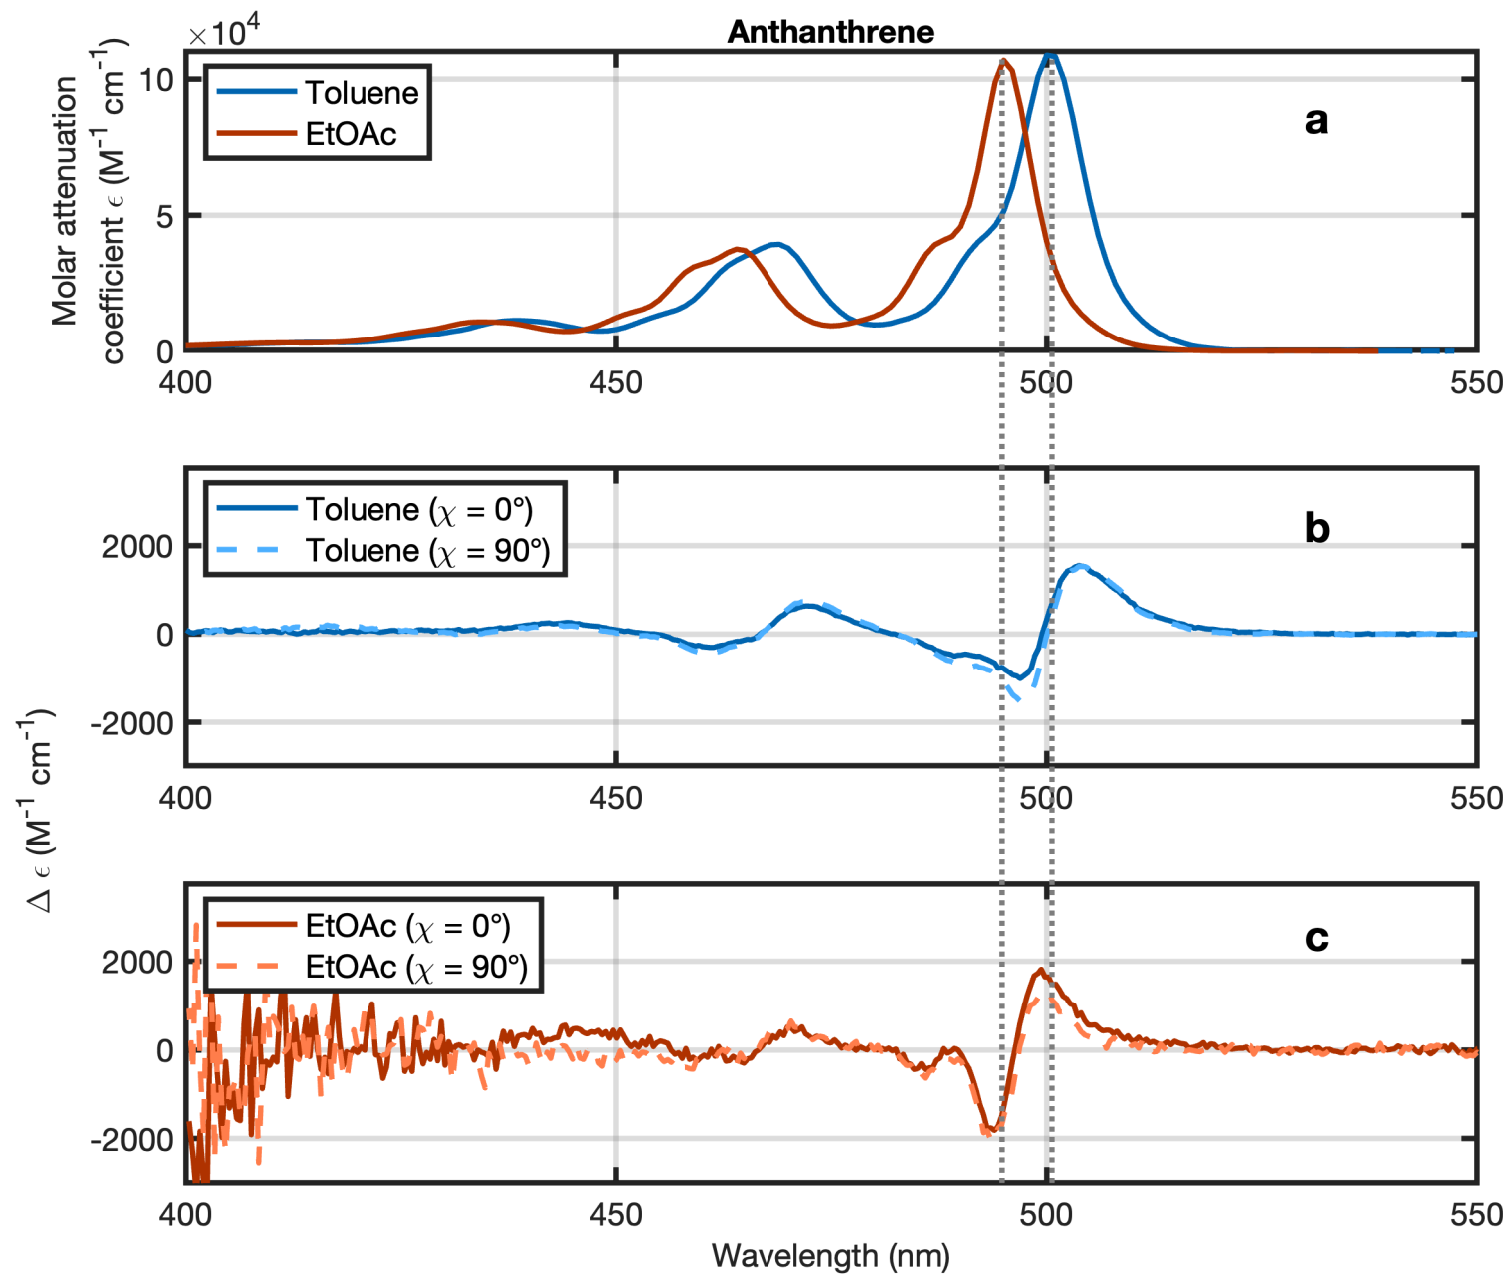 Anthanthrene
×10⁴
Molar attenuation
coefficient ϵ (M⁻¹ cm⁻¹)
10
5
0
Toluene
EtOAc
a
400
450
500
550
Toluene (χ = 0°)
Toluene (χ = 90°)
b
2000
0
-2000
400
450
500
550
Δ ϵ (M⁻¹ cm⁻¹)
EtOAc (χ = 0°)
EtOAc (χ = 90°)
c
2000
0
-2000
400
450
500
550
Wavelength (nm)